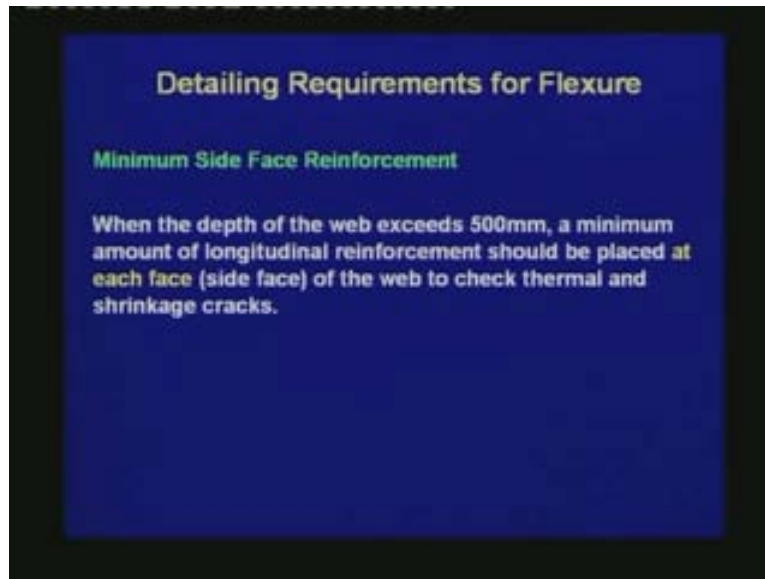 Detailing Requirements for Flexure
Minimum Side Face Reinforcement
When the depth of the web exceeds 500mm, a minimum
amount of longitudinal reinforcement should be placed at
each face (side face) of the web to check thermal and
shrinkage cracks.